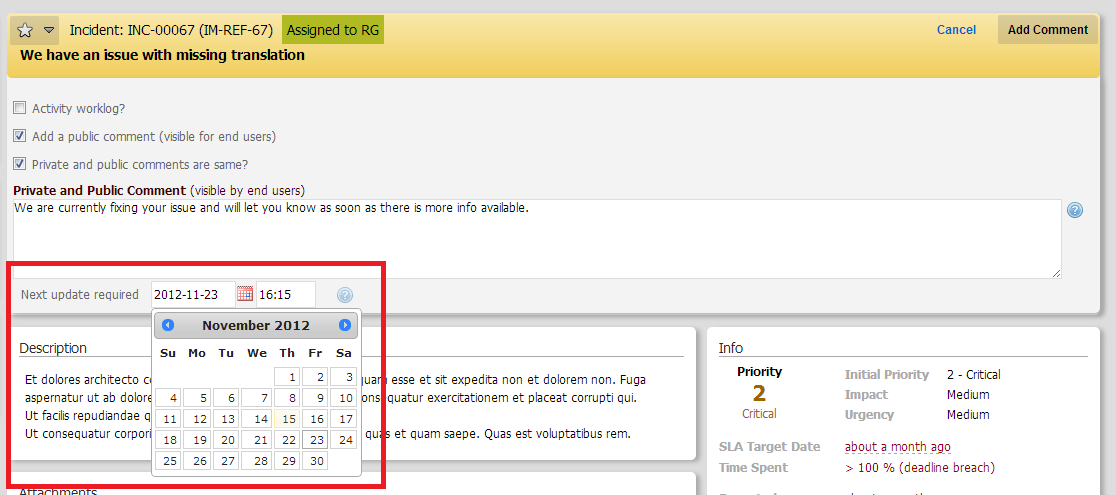 Incident: INC-00067 (IM-REF-67) Assigned to RG Cancel Add Comment
We have an issue with missing translation
Activity worklog?
Add a public comment (visible for end users)
Private and public comments are same?
Private and Public Comment (visible by end users)
We are currently fixing your issue and will let you know as soon as there is more info available.
Next update required 2012-11-23 16:15
November 2012
Su Mo Tu We Th Fr Sa
1 2 3
4 5 6 7 8 9 10
11 12 13 14 15 16 17
18 19 20 21 22 23 24
25 26 27 28 29 30
Description
Et dolores architecto quam esse et sit expedita non et dolorem non. Fuga
aspernatur ut ab dolore consequatur exercitationem et placeat corrupti qui.
Ut facilis repudiandae
Ut consequatur quas et quam saepe. Quas est voluptatibus rem.
Attachments
Info
Priority
2
Critical
Initial Priority 2 - Critical
Impact Medium
Urgency Medium
SLA Target Date about a month ago
Time Spent > 100 % (deadline breach)